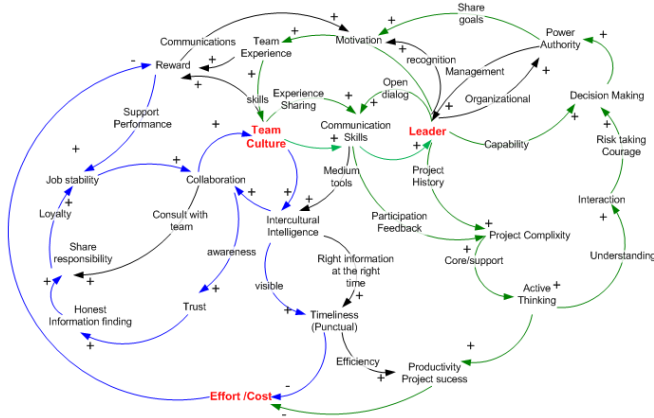 Share
goals
Communications
Team
Experience
Motivation
Power
Authority
Reward
recognition
Management
Open
dialog
Organizational
Decision Making
skills
Experience
Sharing
Support
Performance
Team
Culture
Communication
Skills
Leader
Capability
Risk taking
Courage
Job stability
Collaboration
Medium
tools
Project
History
Interaction
Loyalty
Consult with
team
Intercultural
Intelligence
Participation
Feedback
Project Complixity
Share
responsibility
awareness
Right information
at the right
time
Core/support
Understanding
visible
Active
Thinking
Honest
Information finding
Trust
Timeliness
(Punctual)
Efficiency
Productivity
Project sucess
Effort /Cost